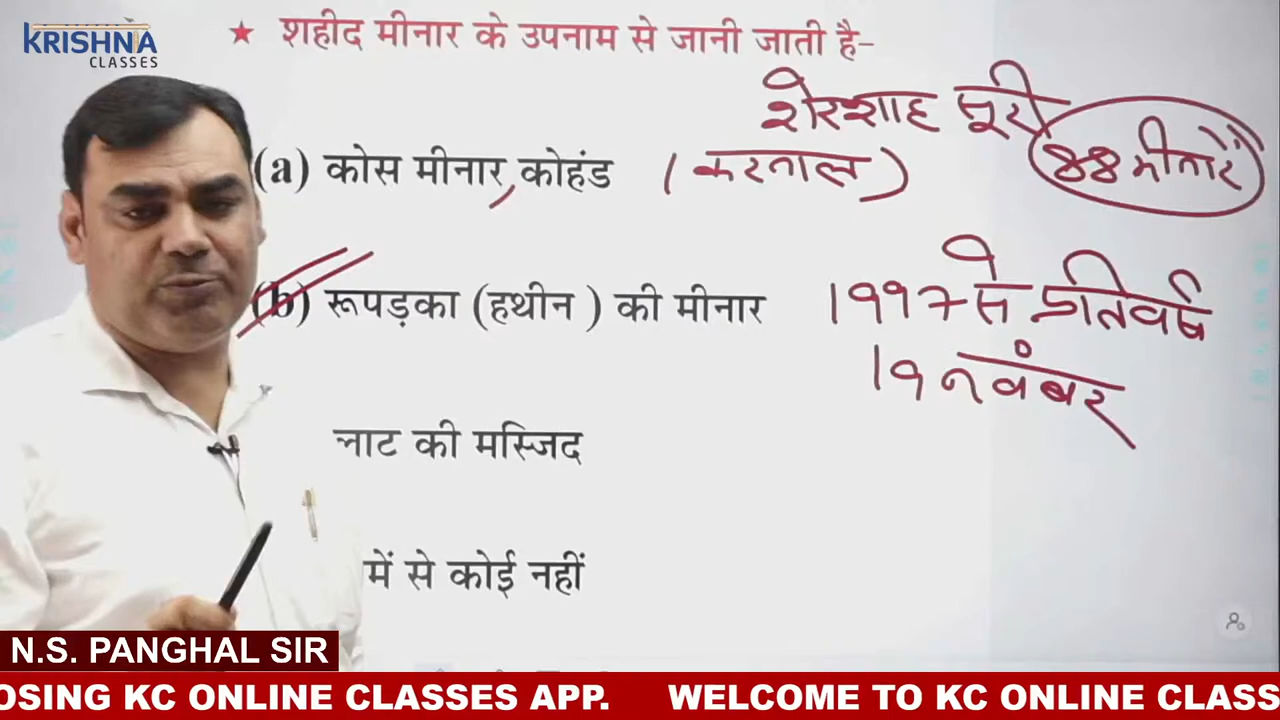 KRISHNA
CLASSES
★ शहीद मीनार के उपनाम से जानी जाती है-
शेरशाह सूरी
(a) कोस मीनार, कोहंड (करनाल) 44 मीनारें
(b) रूपड़का (हथीन ) की मीनार 1997 से प्रतिवर्ष
19 नवंबर
लाट की मस्जिद
में से कोई नहीं
N.S. PANGHAL SIR
OSING KC ONLINE CLASSES APP. WELCOME TO KC ONLINE CLASS